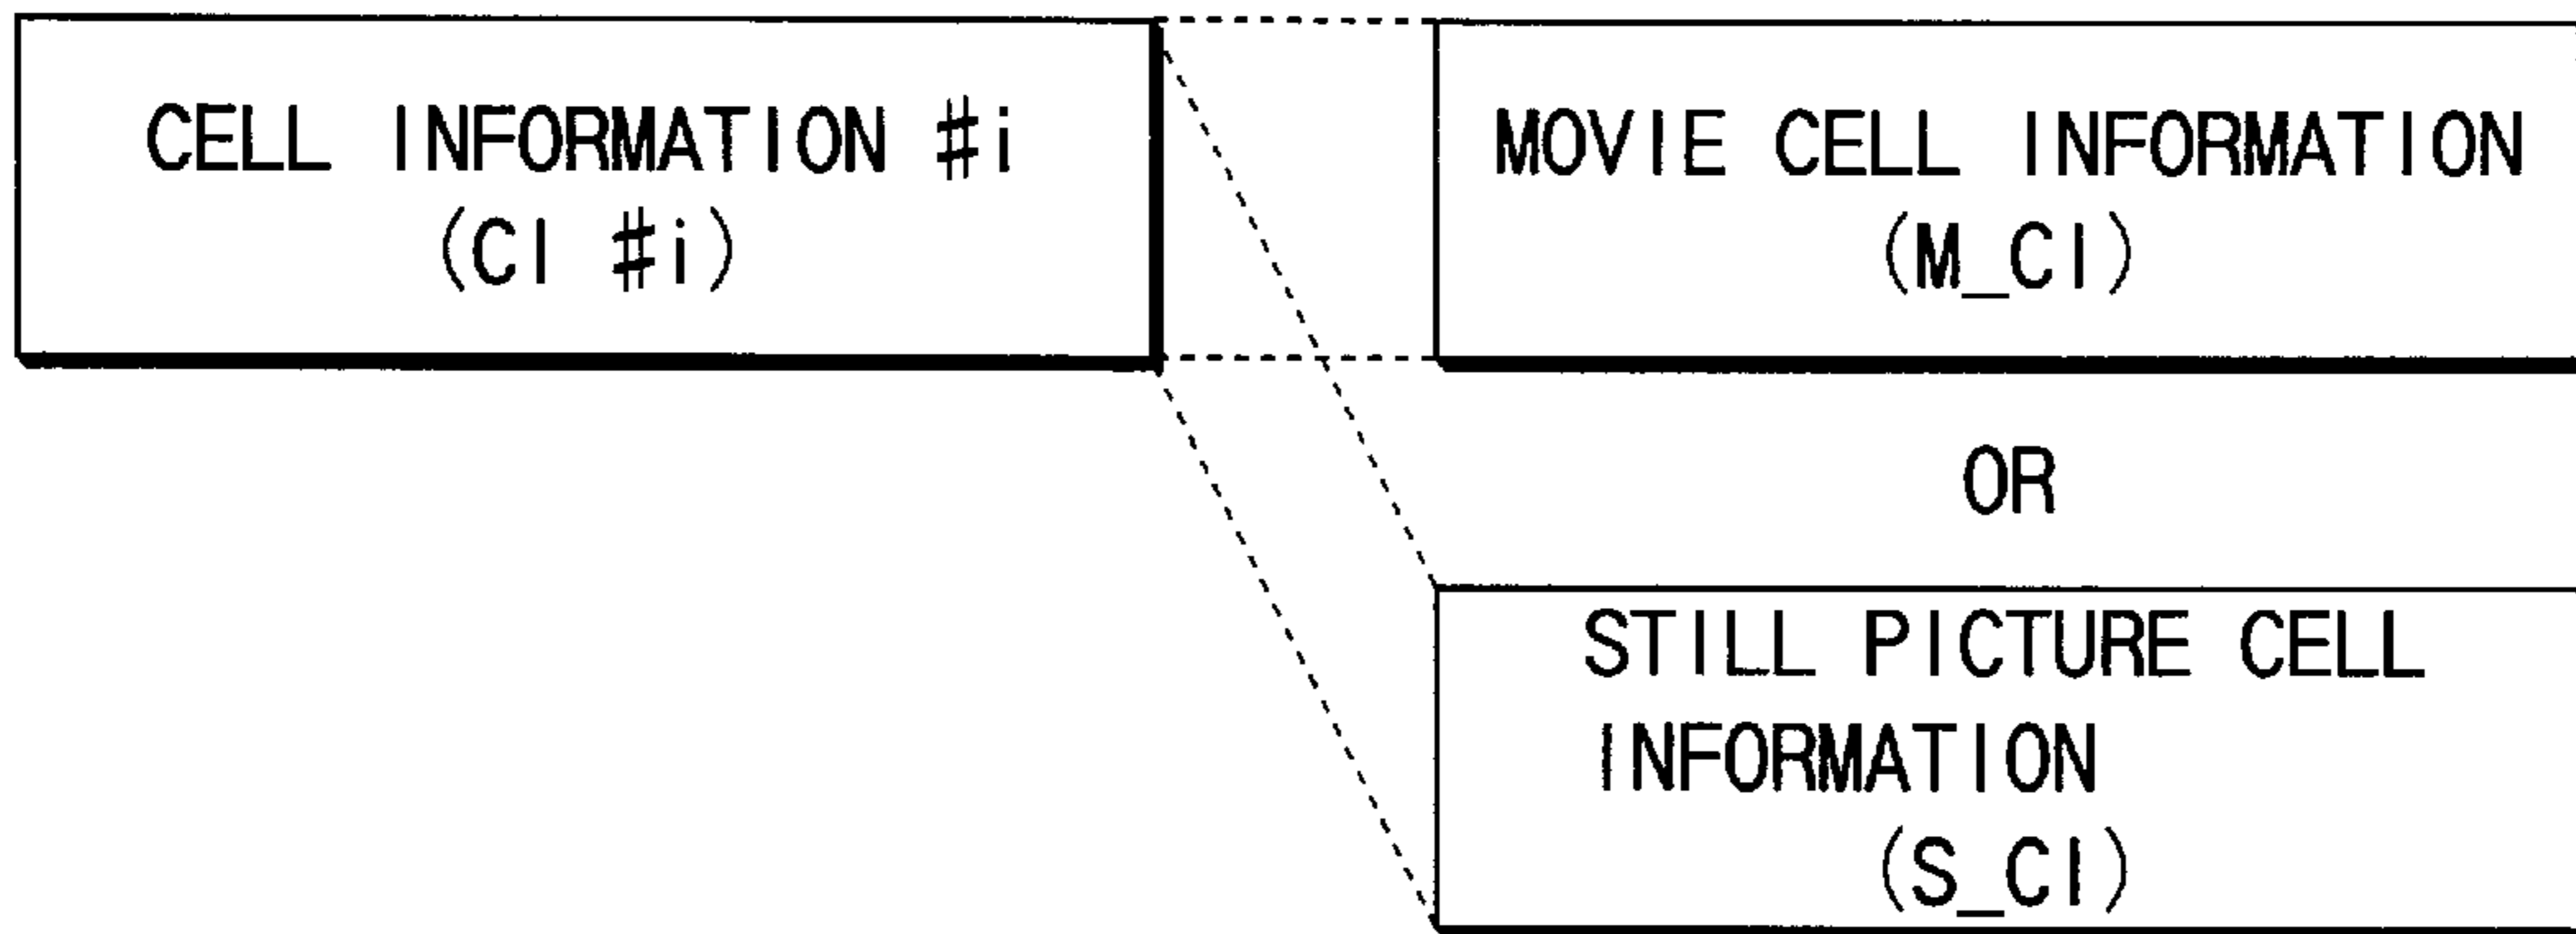 CELL INFORMATION #i
(CI #i)
MOVIE CELL INFORMATION
(M_CI)
OR
STILL PICTURE CELL
INFORMATION
(S_CI)